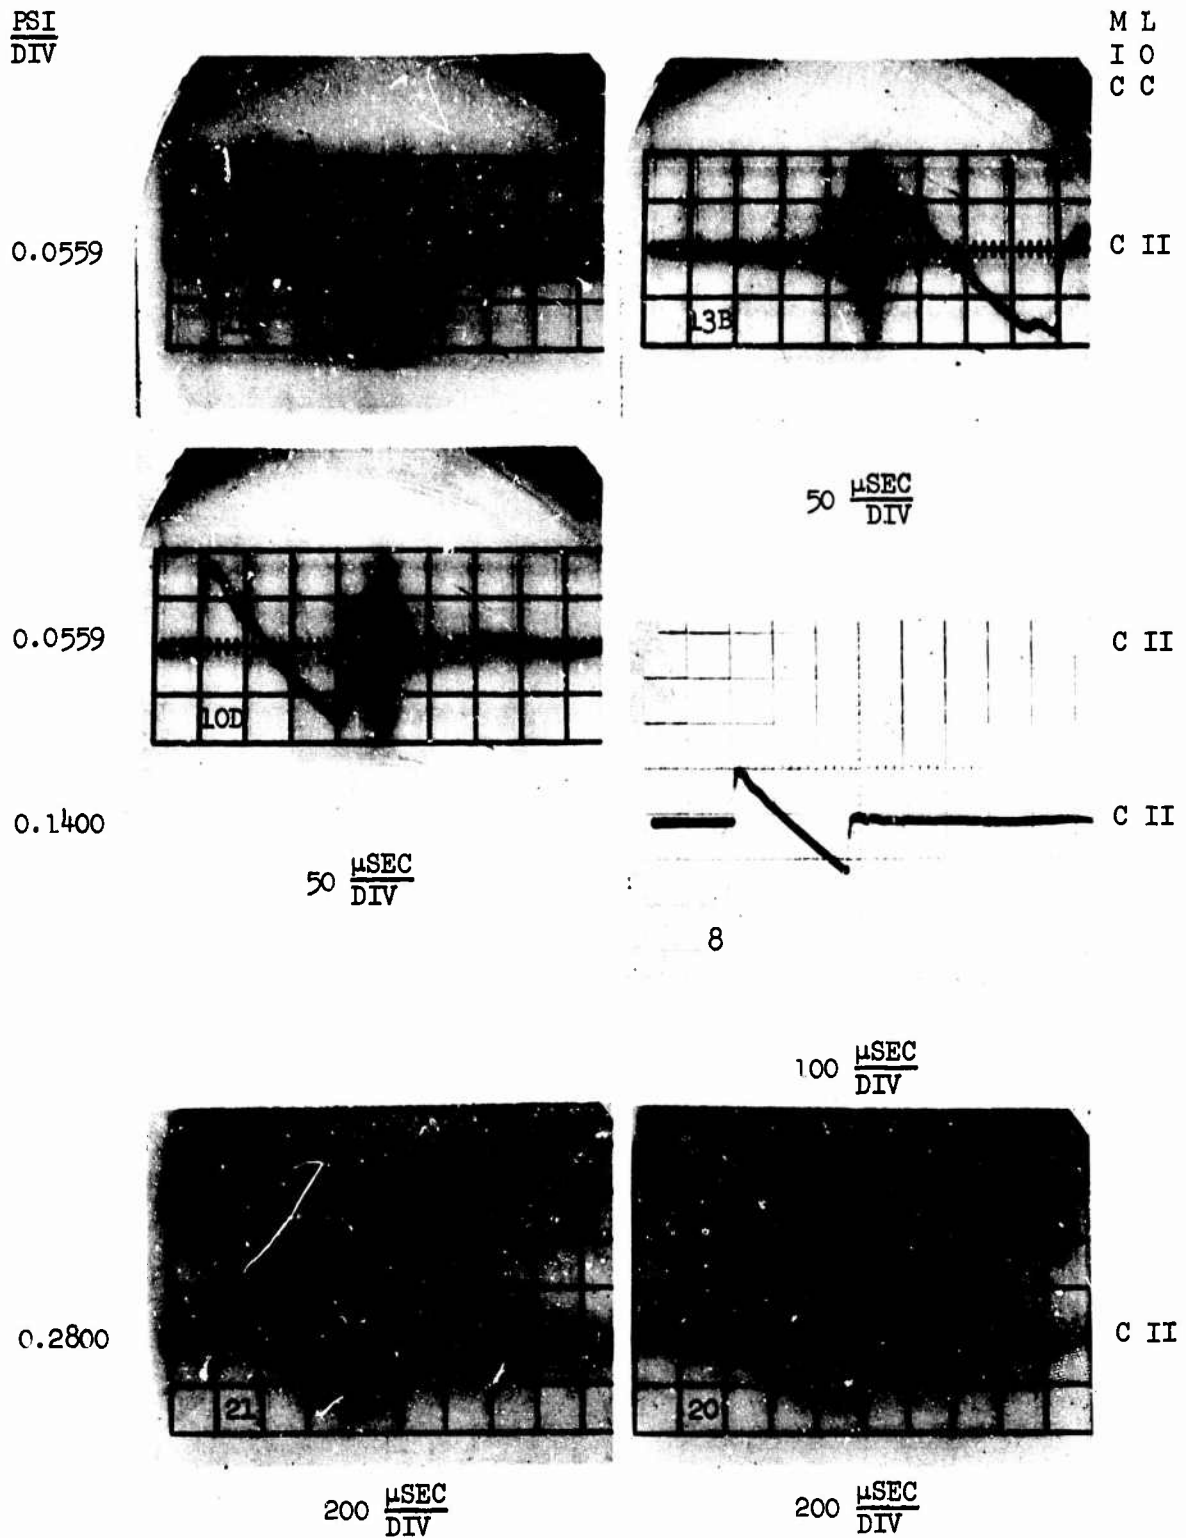 PSI
DIV
M L
I O
C C
0.0559
C II
13B
50 µSEC
DIV
0.0559
C II
10D
0.1400
C II
50 µSEC
DIV
8
100 µSEC
DIV
0.2800
C II
21
20
200 µSEC
DIV
200 µSEC
DIV